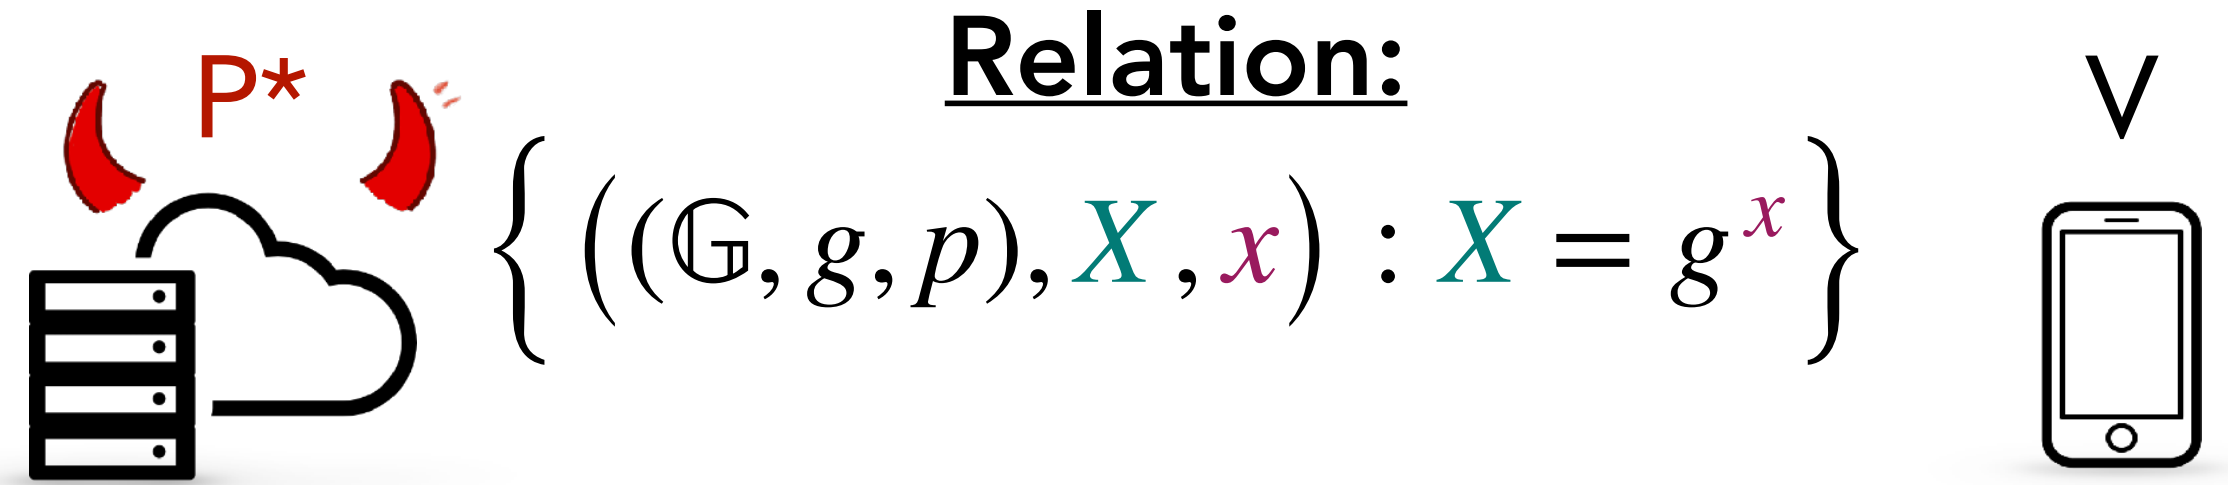 Relation:
P*
V
{((𝔾, g, p), X, x) : X = g^x}